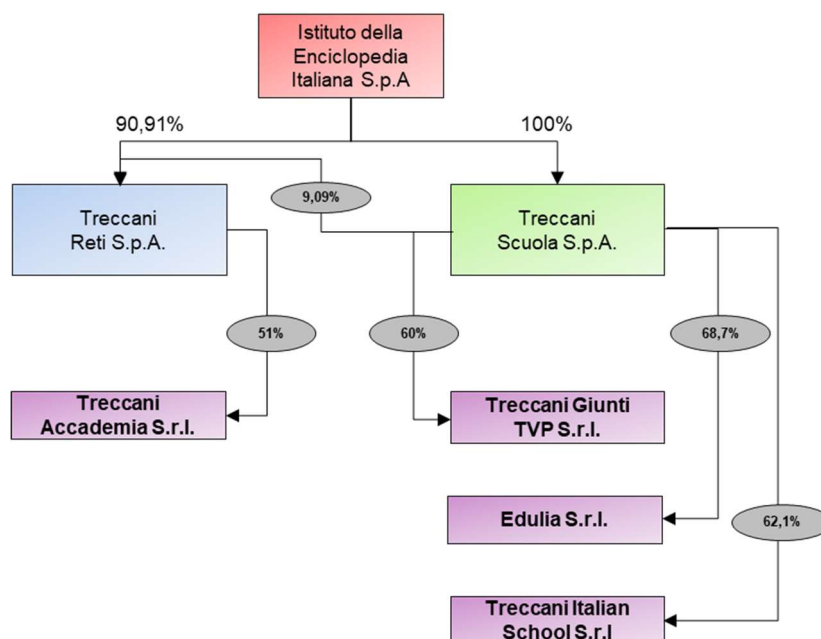 Istituto della
Enciclopedia
Italiana S.p.A
90,91%
100%
9,09%
Treccani
Reti S.p.A.
Treccani
Scuola S.p.A.
51%
60%
68,7%
Treccani
Accademia S.r.l.
Treccani Giunti
TVP S.r.l.
Edulia S.r.l.
62,1%
Treccani Italian
School S.r.l